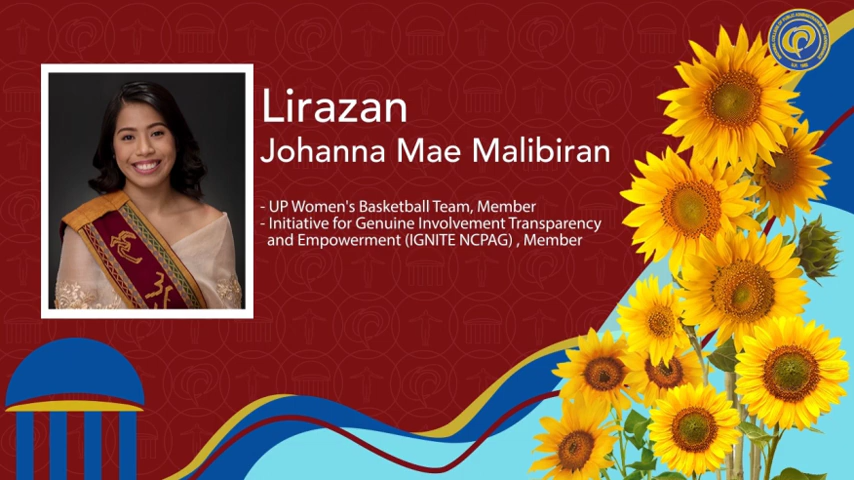 Lirazan
Johanna Mae Malibiran
- UP Women's Basketball Team, Member
- Initiative for Genuine Involvement Transparency
and Empowerment (IGNITE NCPAG) , Member